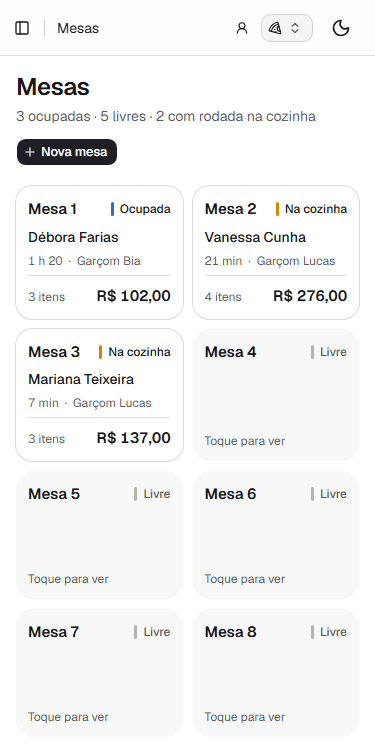 Mesas
Mesas
3 ocupadas · 5 livres · 2 com rodada na cozinha
+ Nova mesa
Mesa 1 Ocupada
Débora Farias
1 h 20 · Garçom Bia
3 itens R$ 102,00
Mesa 2 Na cozinha
Vanessa Cunha
21 min · Garçom Lucas
4 itens R$ 276,00
Mesa 3 Na cozinha
Mariana Teixeira
7 min · Garçom Lucas
3 itens R$ 137,00
Mesa 4 Livre
Toque para ver
Mesa 5 Livre
Toque para ver
Mesa 6 Livre
Toque para ver
Mesa 7 Livre
Toque para ver
Mesa 8 Livre
Toque para ver